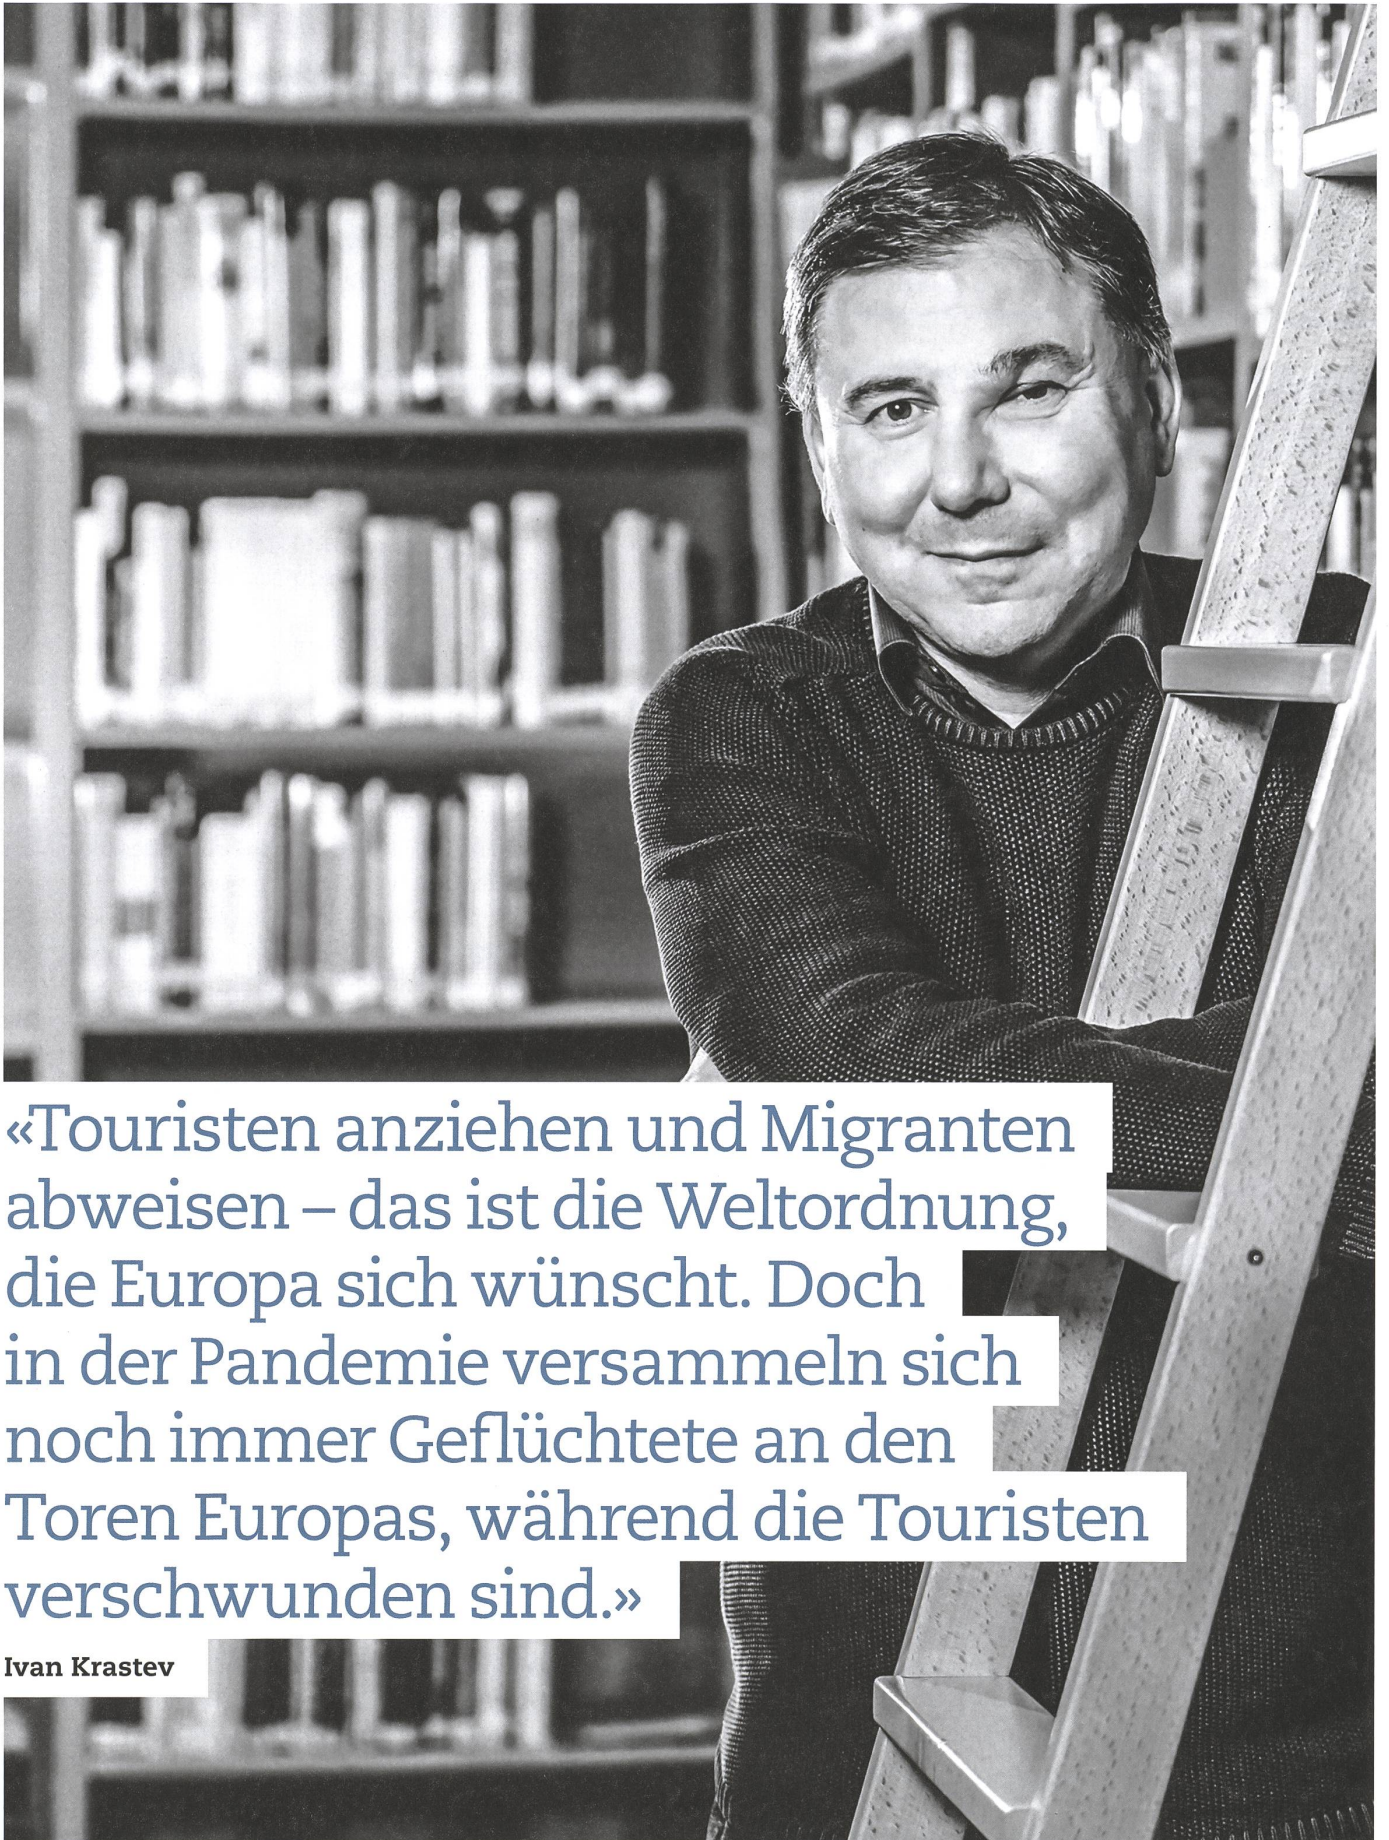 «Touristen anziehen und Migranten
abweisen – das ist die Weltordnung,
die Europa sich wünscht. Doch
in der Pandemie versammeln sich
noch immer Geflüchtete an den
Toren Europas, während die Touristen
verschwunden sind.»
Ivan Krastev